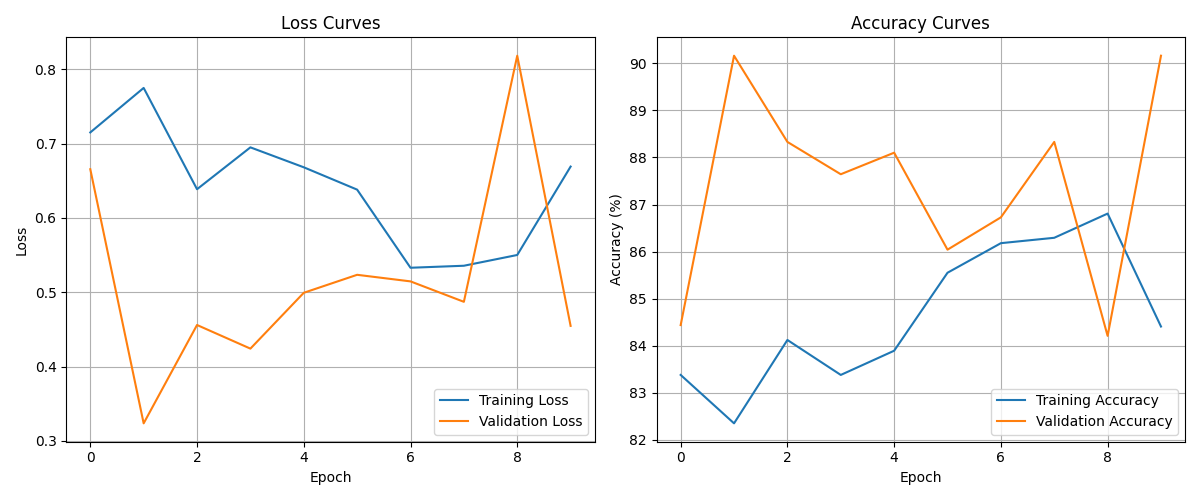 Loss Curves
0.8
0.7
0.6
0.5
0.4
0.3
Loss
0 2 4 6 8
Epoch
Training Loss
Validation Loss
Accuracy Curves
90
89
88
87
86
85
84
83
82
Accuracy (%)
0 2 4 6 8
Epoch
Training Accuracy
Validation Accuracy